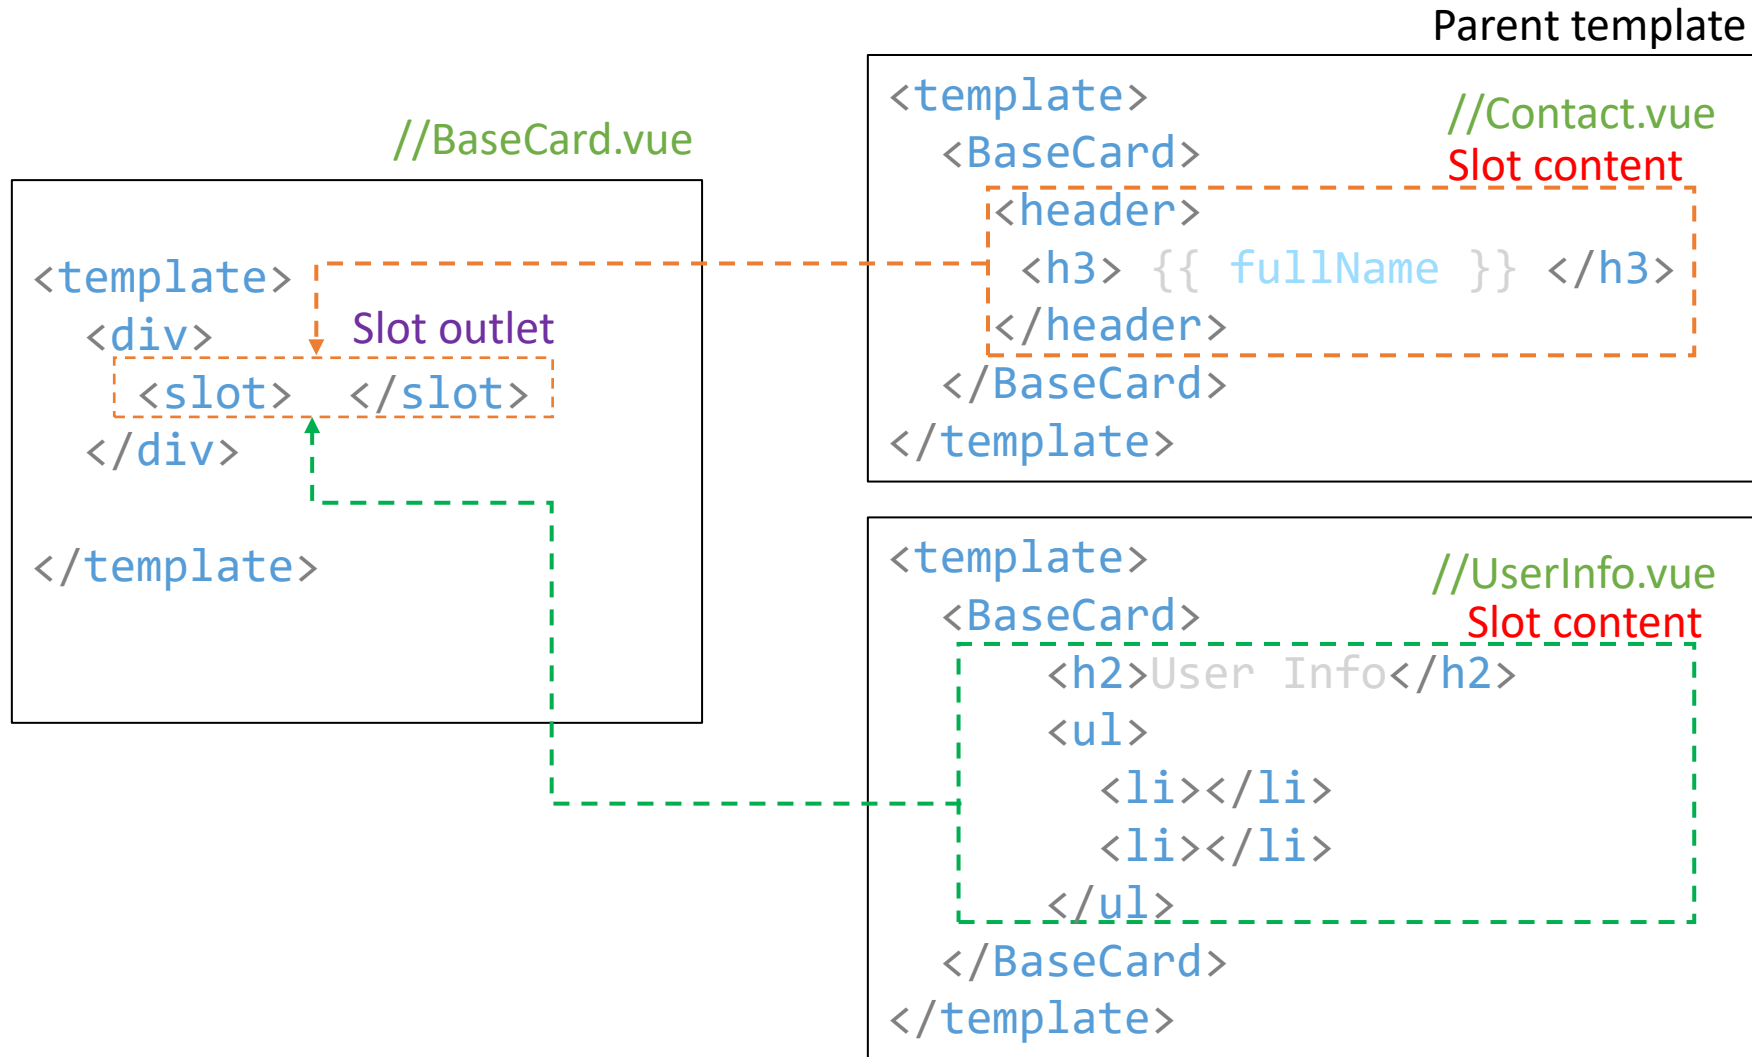 //BaseCard.vue
<template>
<div>
Slot outlet
<slot> </slot>
</div>
</template>
Parent template
<template>
//Contact.vue
<BaseCard>
Slot content
<header>
<h3> {{ fullName }} </h3>
</header>
</BaseCard>
</template>
<template>
//UserInfo.vue
<BaseCard>
Slot content
<h2>User Info</h2>
<ul>
<li></li>
<li></li>
</ul>
</BaseCard>
</template>